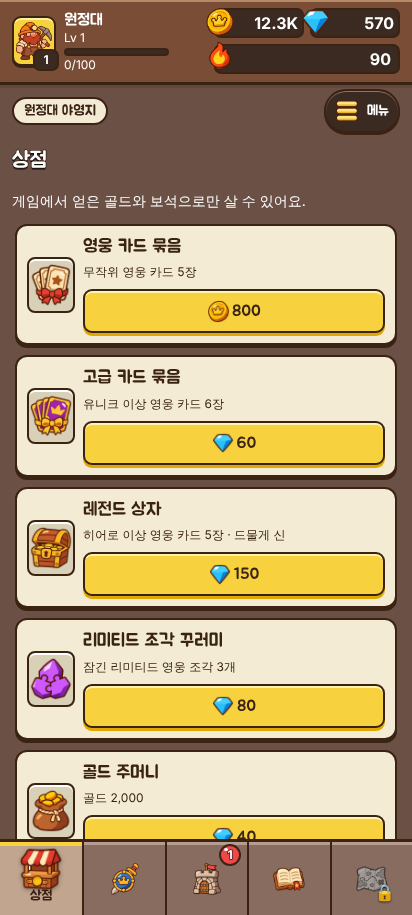 원정대
Lv 1
1
0/100
12.3K
570
90
원정대 야영지
메뉴
상점
게임에서 얻은 골드와 보석으로만 살 수 있어요.
영웅 카드 묶음
무작위 영웅 카드 5장
800
고급 카드 묶음
유니크 이상 영웅 카드 6장
60
레전드 상자
히어로 이상 영웅 카드 5장 · 드물게 신
150
리미티드 조각 꾸러미
잠긴 리미티드 영웅 조각 3개
80
골드 주머니
골드 2,000
40
상점
1